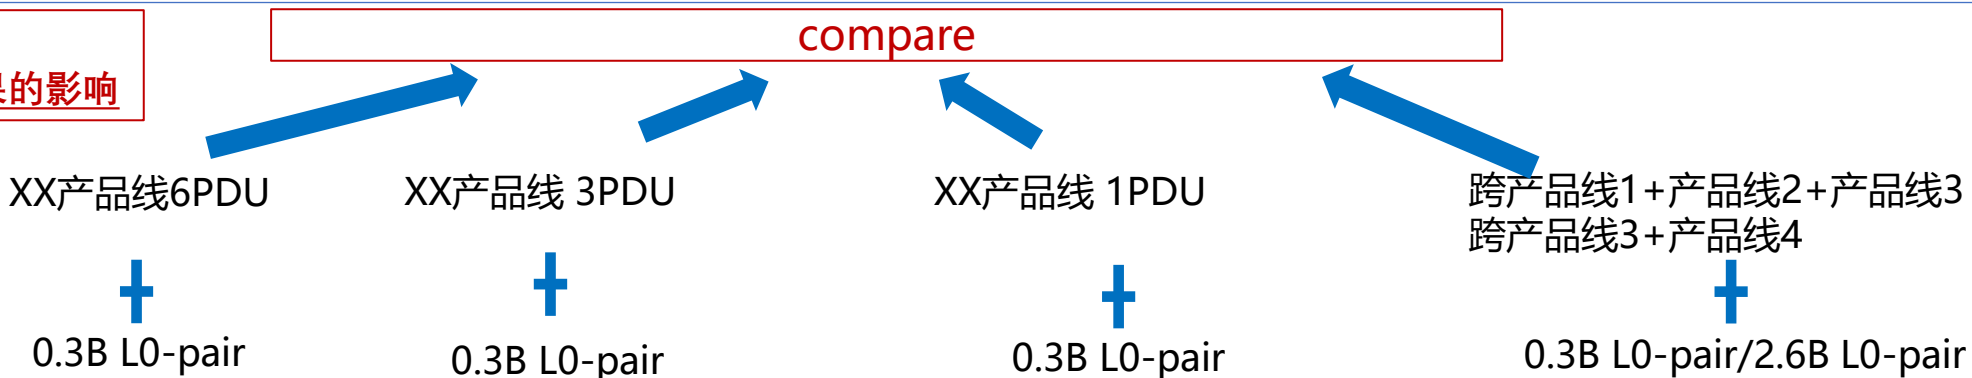 compare
的影响
XX产品线6PDU
XX产品线 3PDU
XX产品线 1PDU
跨产品线1+产品线2+产品线3
跨产品线3+产品线4
0.3B L0-pair
0.3B L0-pair
0.3B L0-pair
0.3B L0-pair/2.6B L0-pair